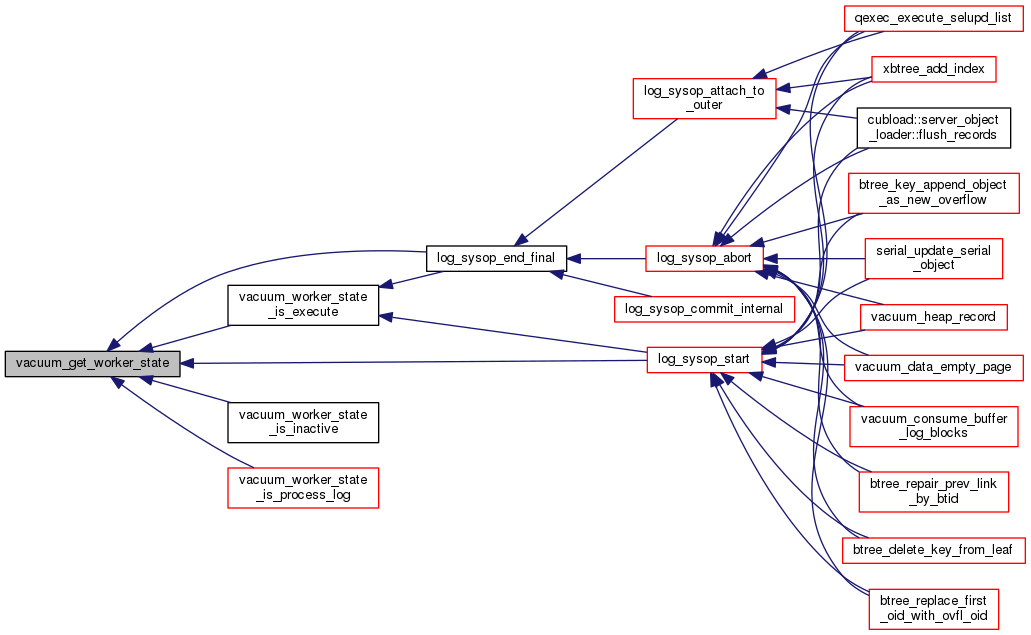 vacuum_get_worker_state
log_sysop_end_final
vacuum_worker_state
_is_execute
vacuum_worker_state
_is_inactive
vacuum_worker_state
_is_process_log
log_sysop_attach_to
_outer
log_sysop_abort
log_sysop_commit_internal
log_sysop_start
qexec_execute_selupd_list
xbtree_add_index
cubload::server_object
_loader::flush_records
btree_key_append_object
_as_new_overflow
serial_update_serial
_object
vacuum_heap_record
vacuum_data_empty_page
vacuum_consume_buffer
_log_blocks
btree_repair_prev_link
_by_btid
btree_delete_key_from_leaf
btree_replace_first
_oid_with_ovfl_oid